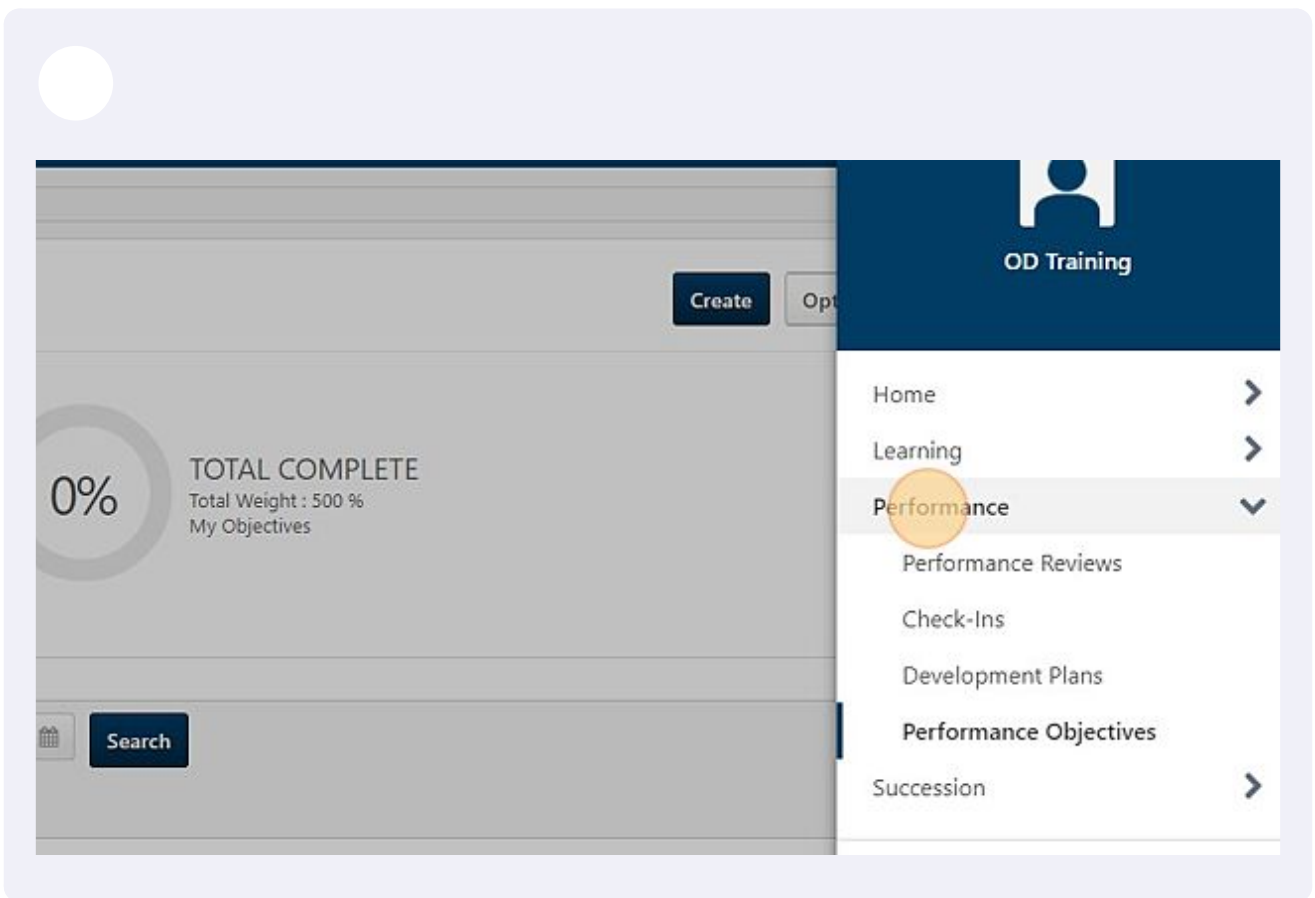 Create
0%
TOTAL COMPLETE
Total Weight : 500 %
My Objectives
Search
OD Training
Home
Learning
Performance
Performance Reviews
Check-Ins
Development Plans
Performance Objectives
Succession